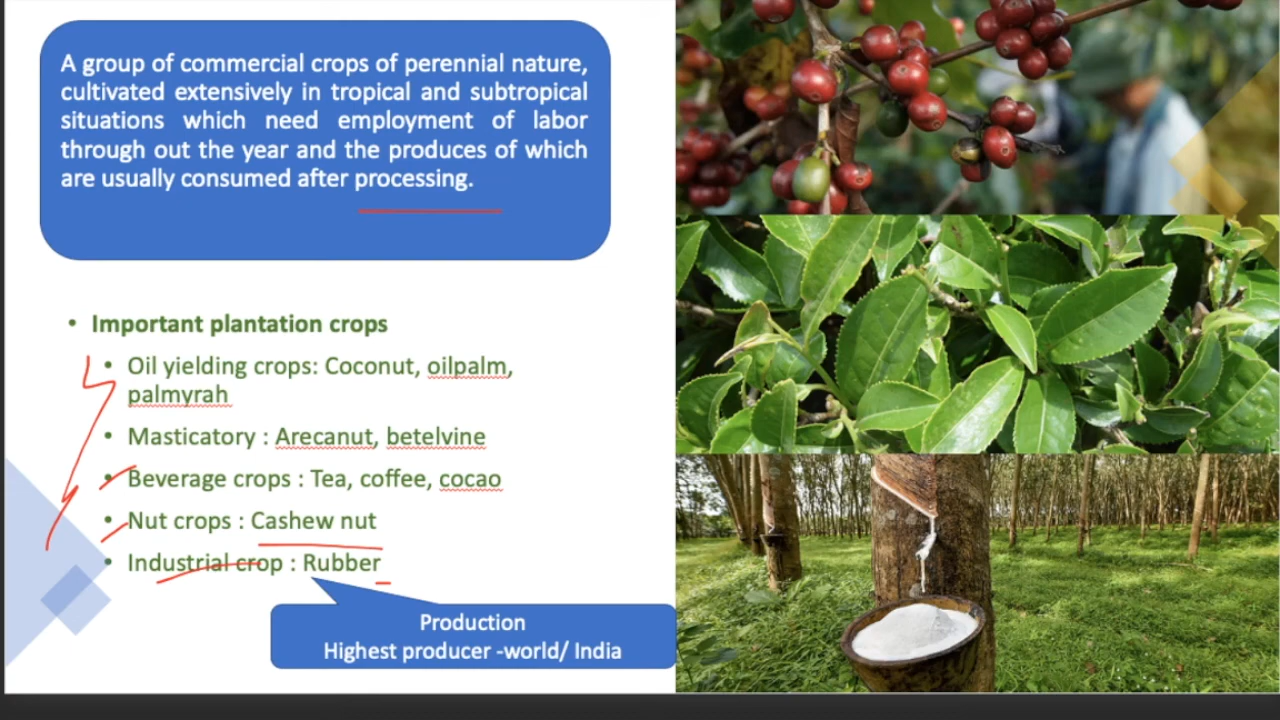 A group of commercial crops of perennial nature,
cultivated extensively in tropical and subtropical
situations which need employment of labor
through out the year and the produces of which
are usually consumed after processing.
• Important plantation crops
• Oil yielding crops: Coconut, oilpalm,
palmyrah
• Masticatory : Arecanut, betelvine
• Beverage crops : Tea, coffee, cocao
• Nut crops : Cashew nut
• Industrial crop : Rubber
Production
Highest producer -world/ India